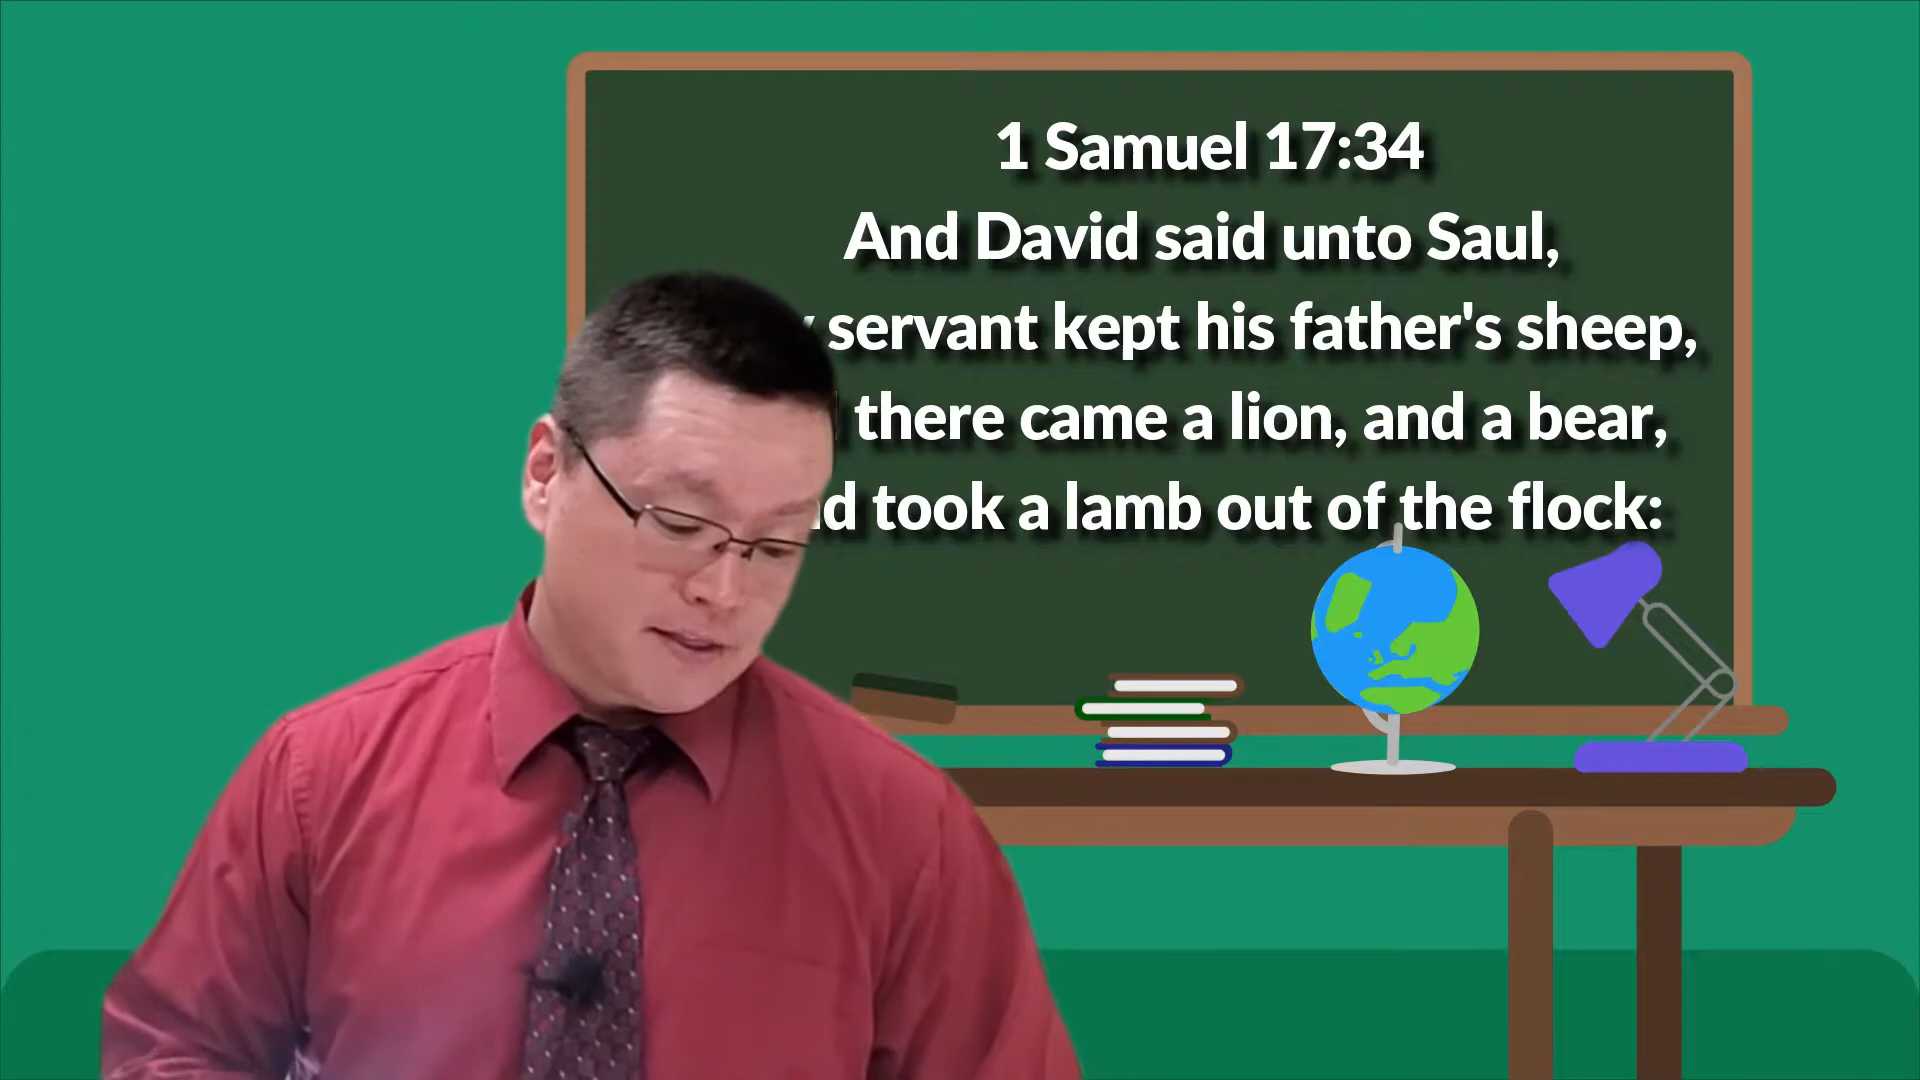 1 Samuel 17:34
And David said unto Saul,
servant kept his father's sheep,
there came a lion, and a bear,
took a lamb out of the flock: